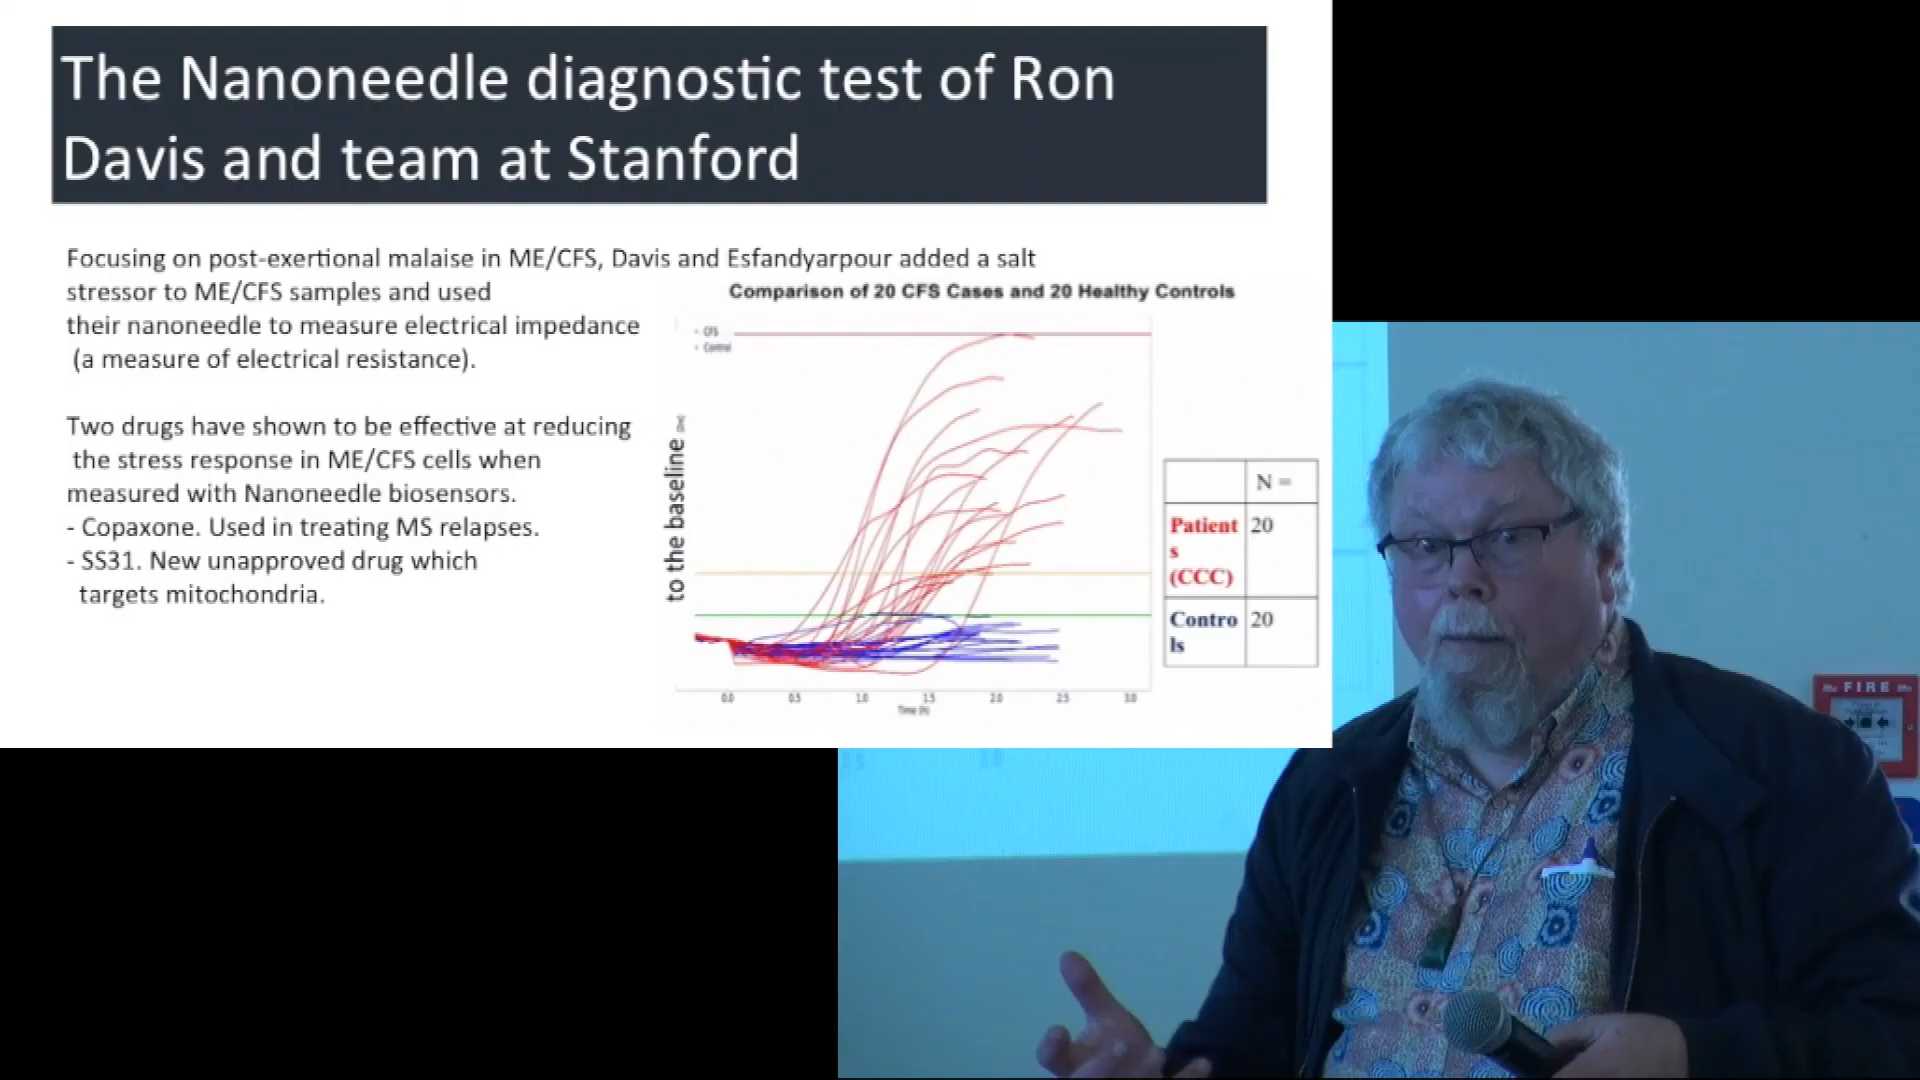 The Nanoneedle diagnostic test of Ron
Davis and team at Stanford
Focusing on post-exertional malaise in ME/CFS, Davis and Esfandyarpour added a salt
stressor to ME/CFS samples and used
their nanoneedle to measure electrical impedance
(a measure of electrical resistance).
Two drugs have shown to be effective at reducing
the stress response in ME/CFS cells when
measured with Nanoneedle biosensors.
- Copaxone. Used in treating MS relapses.
- SS31. New unapproved drug which
targets mitochondria.
Comparison of 20 CFS Cases and 20 Healthy Controls
CFS
Control
to the baseline
0.0 0.5 1.0 1.5 2.0 2.5 3.0
Time (h)
N =
Patient 20
s
(CCC)
Contro 20
ls
FIRE